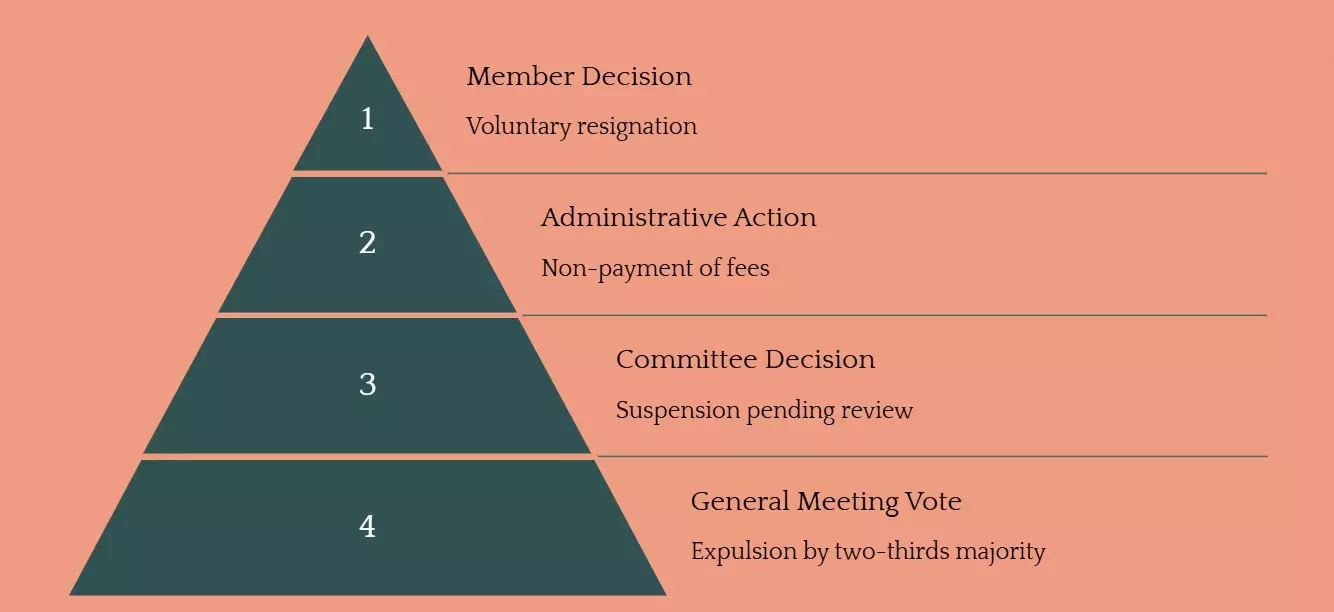 1
Member Decision
Voluntary resignation
2
Administrative Action
Non-payment of fees
3
Committee Decision
Suspension pending review
4
General Meeting Vote
Expulsion by two-thirds majority